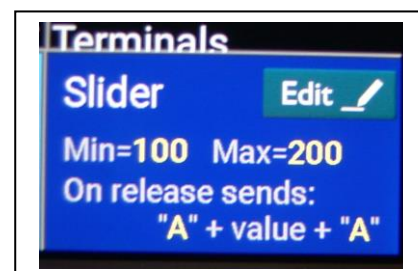 Terminals
Slider
Edit
Min=100 Max=200
On release sends:
"A" + value + "A"